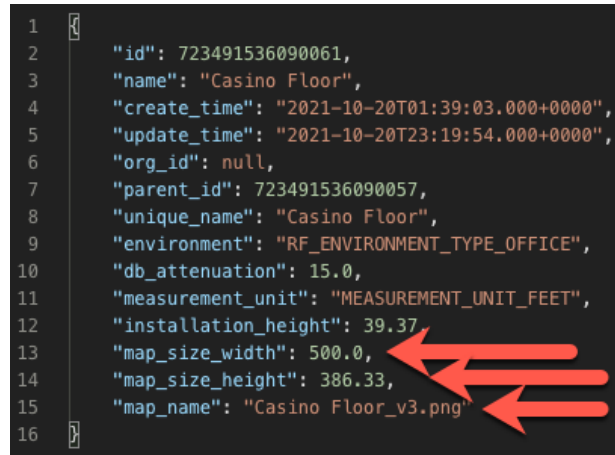 1 {
2 "id": 723491536090061,
3 "name": "Casino Floor",
4 "create_time": "2021-10-20T01:39:03.000+0000",
5 "update_time": "2021-10-20T23:19:54.000+0000",
6 "org_id": null,
7 "parent_id": 723491536090057,
8 "unique_name": "Casino Floor",
9 "environment": "RF_ENVIRONMENT_TYPE_OFFICE",
10 "db_attenuation": 15.0,
11 "measurement_unit": "MEASUREMENT_UNIT_FEET",
12 "installation_height": 39.37,
13 "map_size_width": 500.0,
14 "map_size_height": 386.33,
15 "map_name": "Casino Floor_v3.png"
16 }